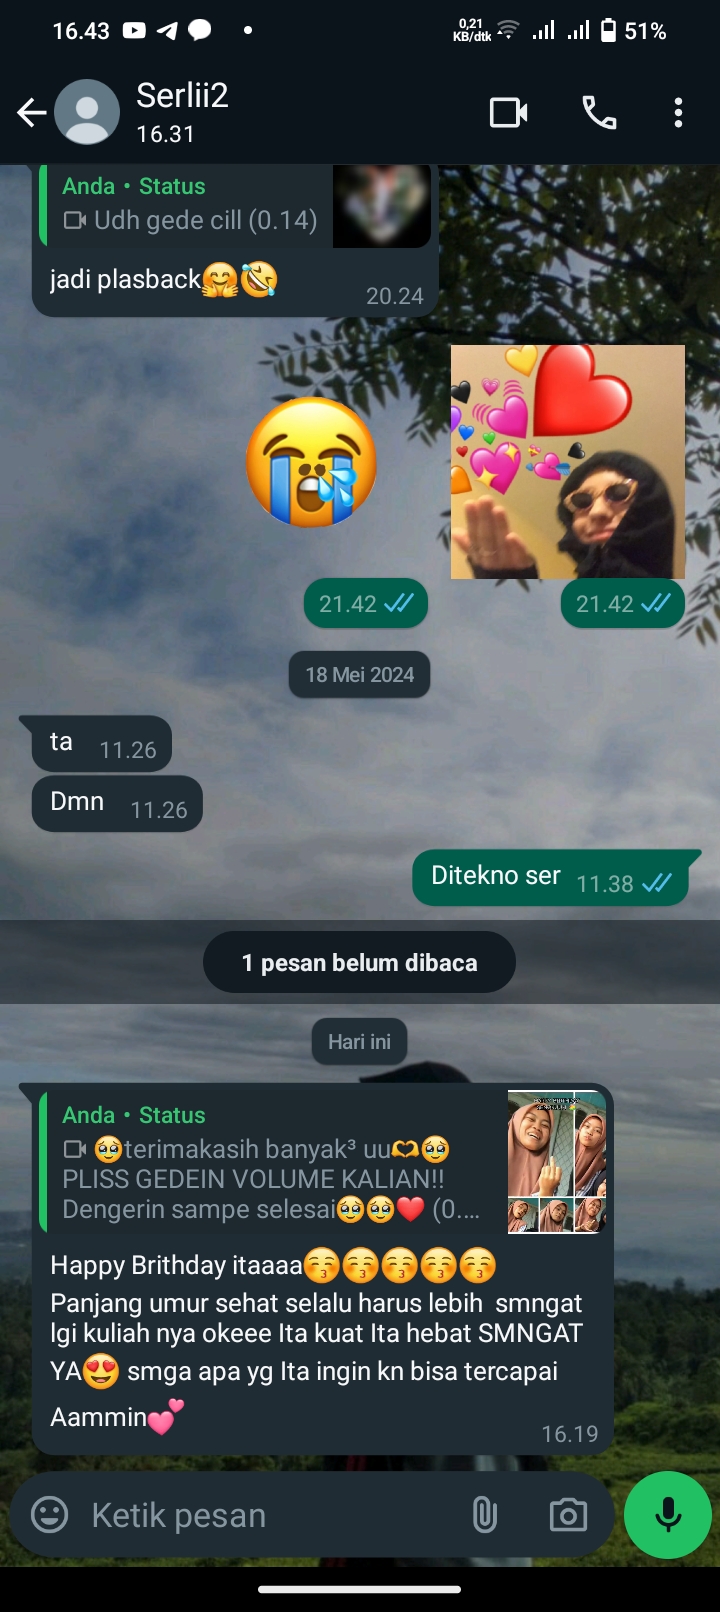 16.43
0,21
KB/dtk
51%
Serlii2
16.31
Anda • Status
Udh gede cill (0.14)
jadi plasback🤗🤣
20.24
21.42
21.42
18 Mei 2024
ta 11.26
Dmn 11.26
Ditekno ser 11.38
1 pesan belum dibaca
Hari ini
Anda • Status
🥹terimakasih banyak³ uu🫶🥹
PLISS GEDEIN VOLUME KALIAN!!
Dengerin sampe selesai🥹🥹❤️ (0....
Happy Brithday itaaaa😚😚😚😚😚
Panjang umur sehat selalu harus lebih smngat
lgi kuliah nya okeee Ita kuat Ita hebat SMNGAT
YA😍 smga apa yg Ita ingin kn bisa tercapai
Aammin💕
16.19
Ketik pesan